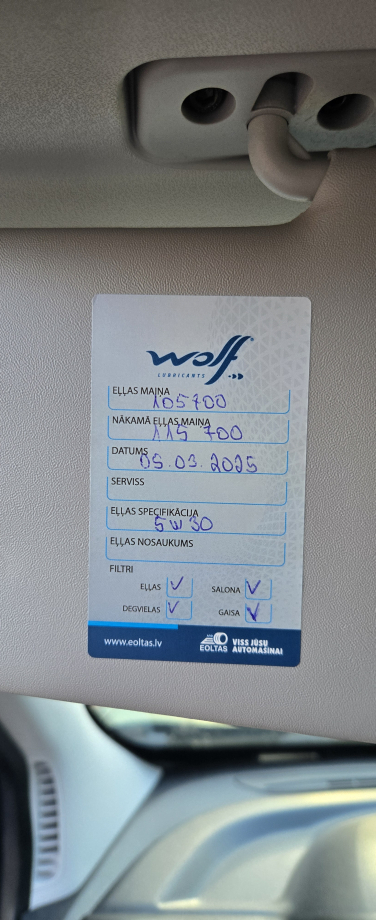 wolf
LUBRICANTS
EĻĻAS MAIŅA
105700
NĀKAMĀ EĻĻAS MAIŅA
115 700
DATUMS
05.03.2025
SERVISS
EĻĻAS SPECIFIKĀCIJA
5W30
EĻĻAS NOSAUKUMS
FILTRI
EĻĻAS ✓ SALONA ✓
DEGVIELAS ✓ GAISA ✓
www.eoltas.lv EOLTAS VISS JŪSU
AUTOMAŠĪNAI